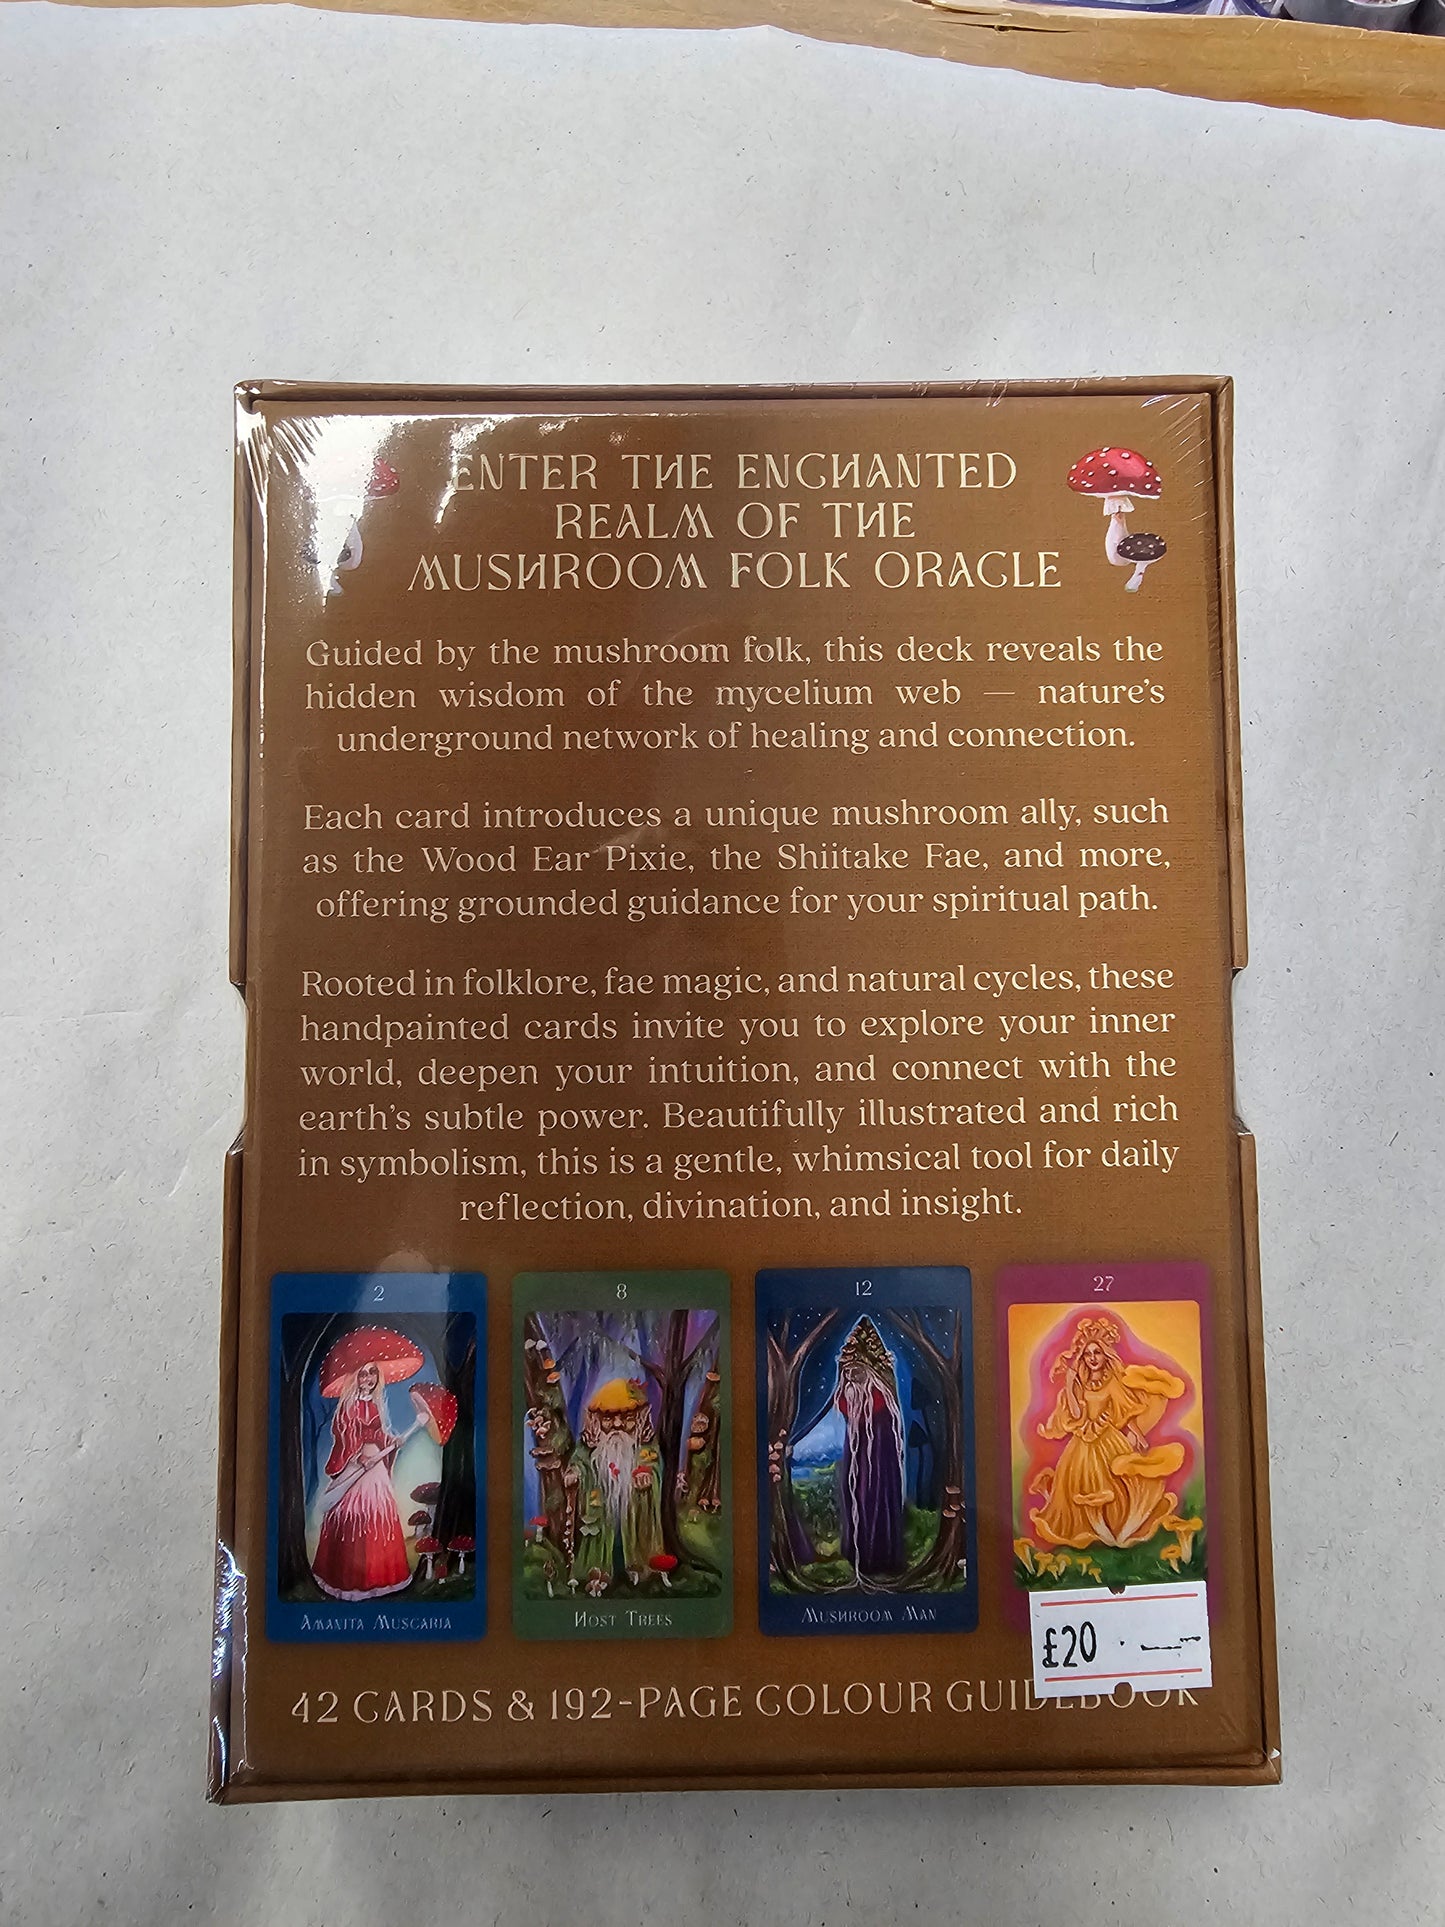 ENTER THE ENCHANTED
REALM OF THE
MUSHROOM FOLK ORACLE
Guided by the mushroom folk, this deck reveals the
hidden wisdom of the mycelium web — nature's
underground network of healing and connection.
Each card introduces a unique mushroom ally, such
as the Wood Ear Pixie, the Shiitake Fae, and more,
offering grounded guidance for your spiritual path.
Rooted in folklore, fae magic, and natural cycles, these
handpainted cards invite you to explore your inner
world, deepen your intuition, and connect with the
earth's subtle power. Beautifully illustrated and rich
in symbolism, this is a gentle, whimsical tool for daily
reflection, divination, and insight.
2
8
12
27
AMANITA MUSCARIA
HOST TREES
MUSHROOM MAN
£20
42 CARDS & 192-PAGE COLOUR GUIDEBOOK